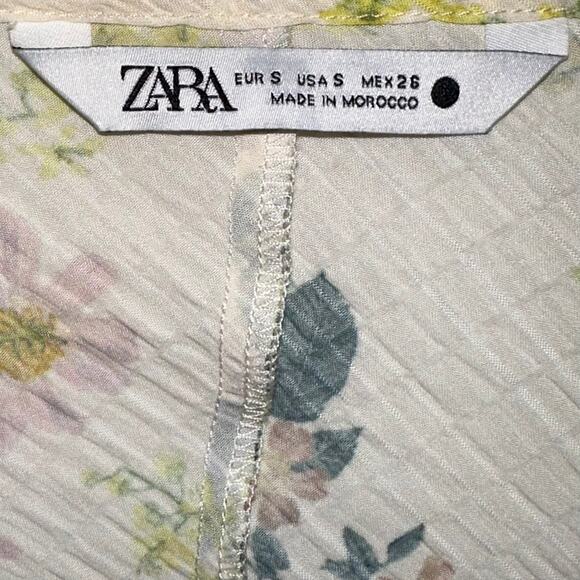 ZARA
EUR S USA S MEX 26
MADE IN MOROCCO